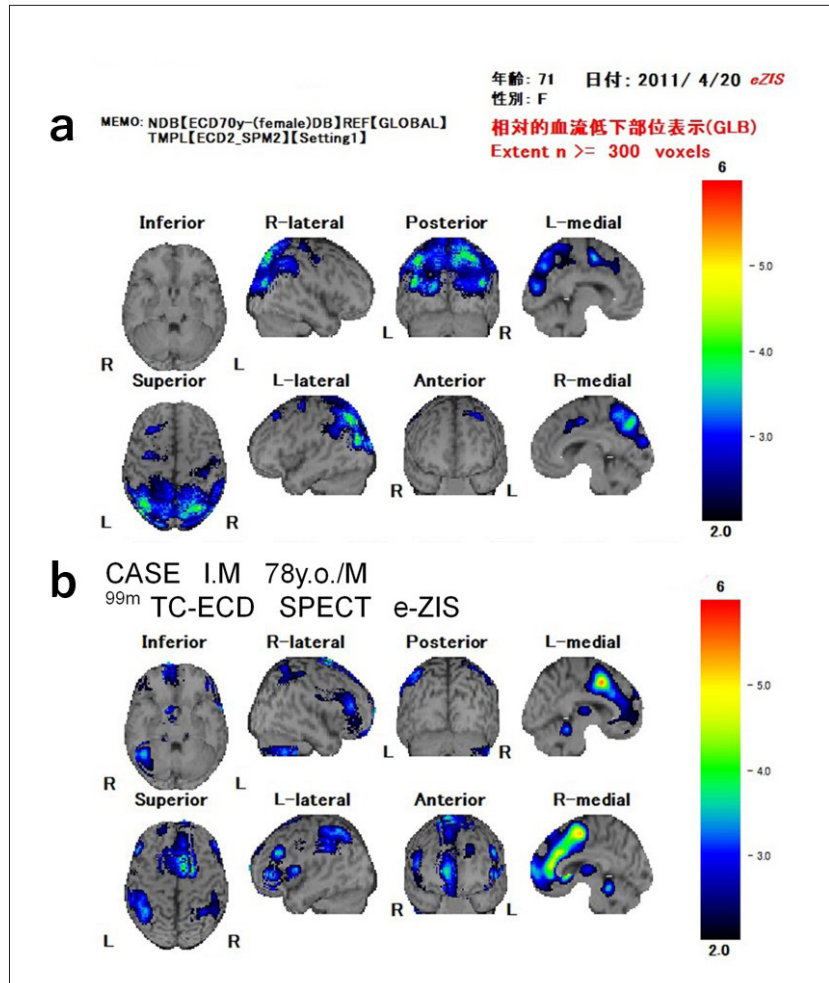 年齢: 71 日付: 2011/ 4/20 eZIS
性別: F
a
MEMO: NDB【ECD70y-(female)DB】REF【GLOBAL】
TMPL【ECD2_SPM2】【Setting1】
相対的血流低下部位表示(GLB)
Extent n >= 300 voxels
6
Inferior R-lateral Posterior L-medial
5.0
L R
4.0
R L
Superior L-lateral Anterior R-medial
3.0
L R R L
2.0
b
CASE I.M 78y.o./M
99m TC-ECD SPECT e-ZIS
6
Inferior R-lateral Posterior L-medial
5.0
L R
R L
4.0
Superior L-lateral Anterior R-medial
3.0
R L
L R
2.0